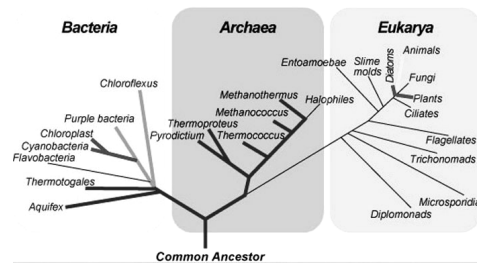 Bacteria
Archaea
Eukarya
Chloroflexus
Purple bacteria
Chloroplast
Cyanobacteria
Flavobacteria
Thermotogales
Aquifex
Methanothermus
Methanococcus
Thermoproteus
Pyrodictium
Thermococcus
Halophiles
Entoamoebae
Slime
molds
Diatoms
Animals
Fungi
Plants
Ciliates
Flagellates
Trichonomads
Microsporidia
Diplomonads
Common Ancestor